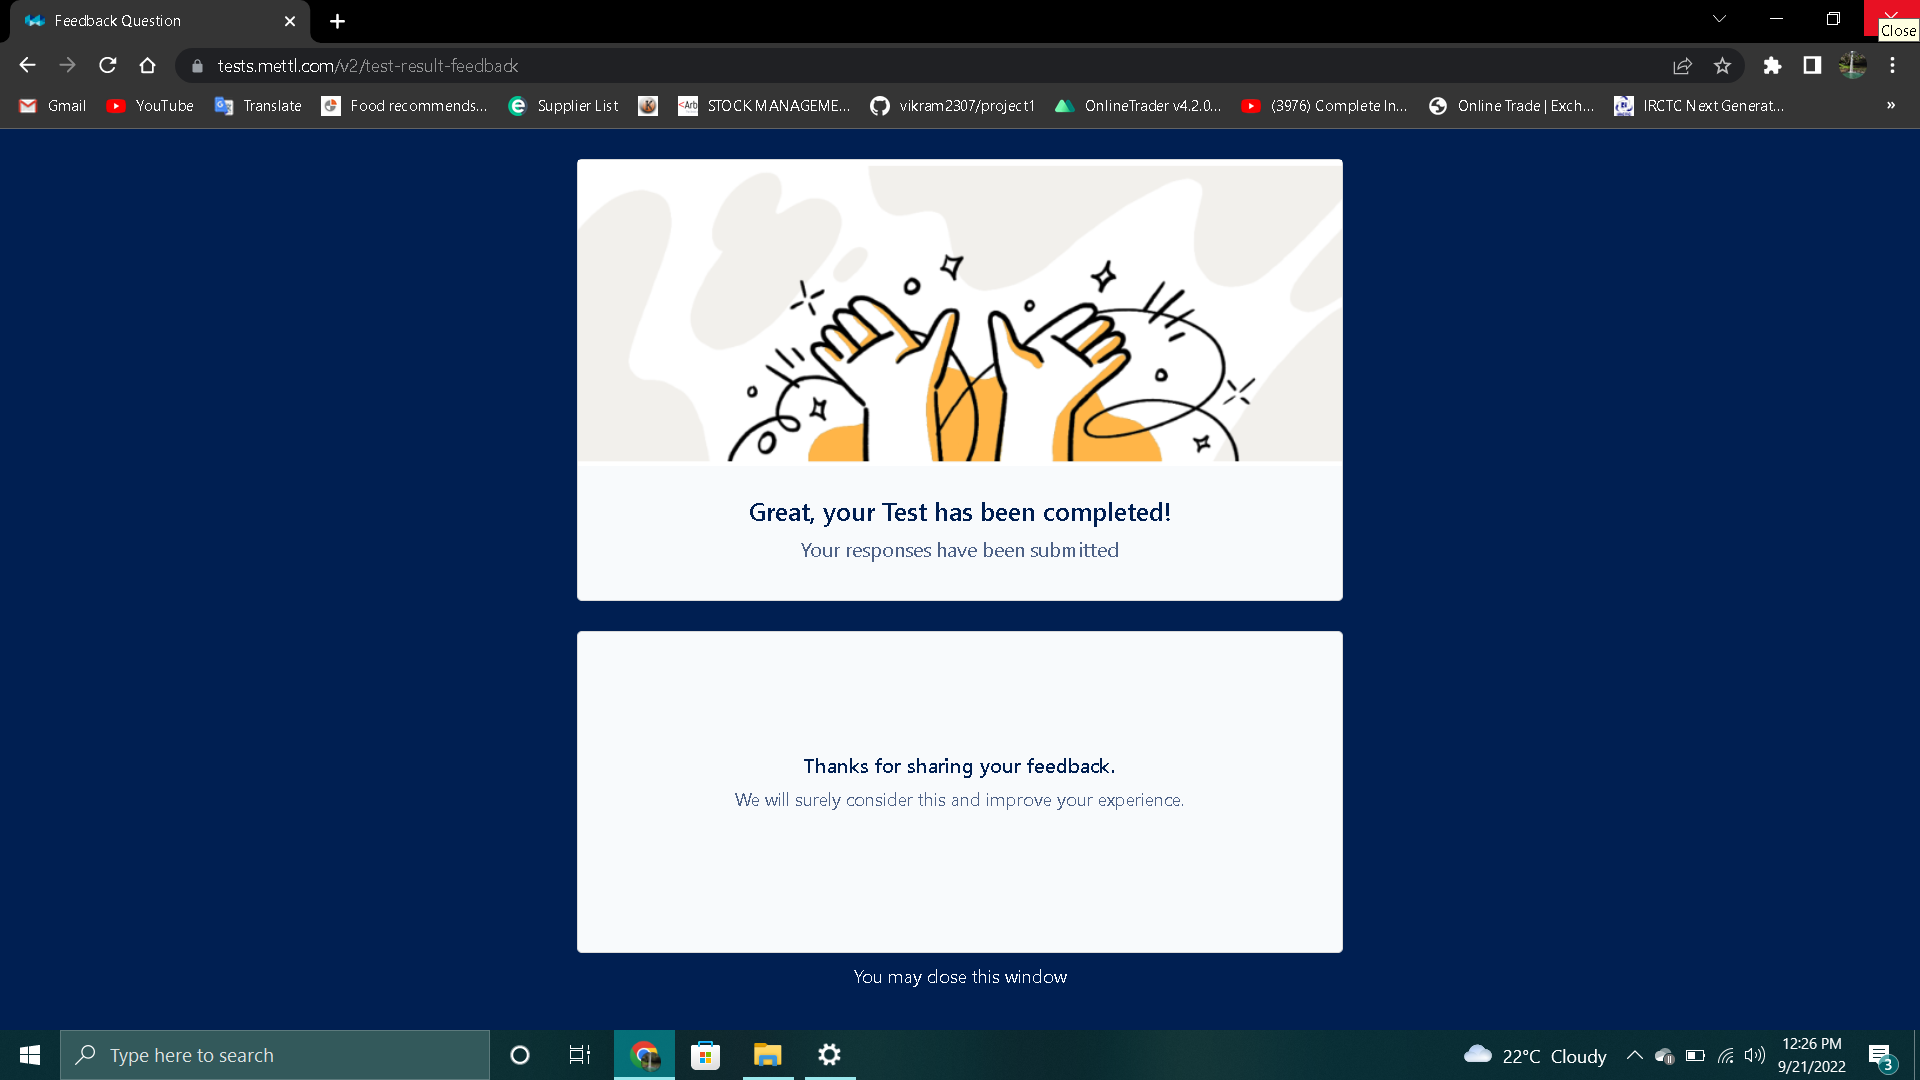 Feedback Question
Close
tests.mettl.com/v2/test-result-feedback
Gmail
YouTube
Translate
Food recommends...
Supplier List
<Arb
STOCK MANAGEME...
vikram2307/project1
OnlineTrader v4.2.0...
(3976) Complete In...
Online Trade | Exch...
IRCTC Next Generat...
»
Great, your Test has been completed!
Your responses have been submitted
Thanks for sharing your feedback.
We will surely consider this and improve your experience.
You may close this window
Type here to search
22°C Cloudy
12:26 PM
9/21/2022
3